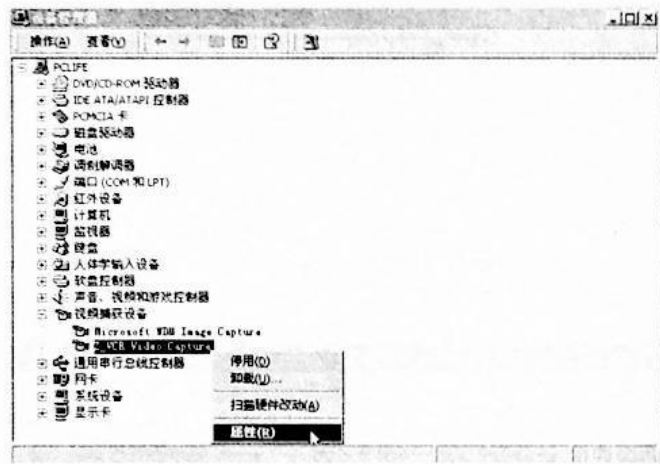 操作(A) 查看(V)
PCLIFE
DVD/CD-ROM 驱动器
IDE ATA/ATAPI 控制器
PCMCIA 卡
磁盘驱动器
电池
调制解调器
端口 (COM 和 LPT)
红外设备
计算机
监视器
键盘
人体学输入设备
软盘控制器
声音、视频和游戏控制器
视频捕获设备
Microsoft WDM Image Capture
VCR Video Capture
通用串行总线控制器
网卡
系统设备
显示卡
停用(D)
卸载(U)...
扫描硬件改动(A)
属性(R)